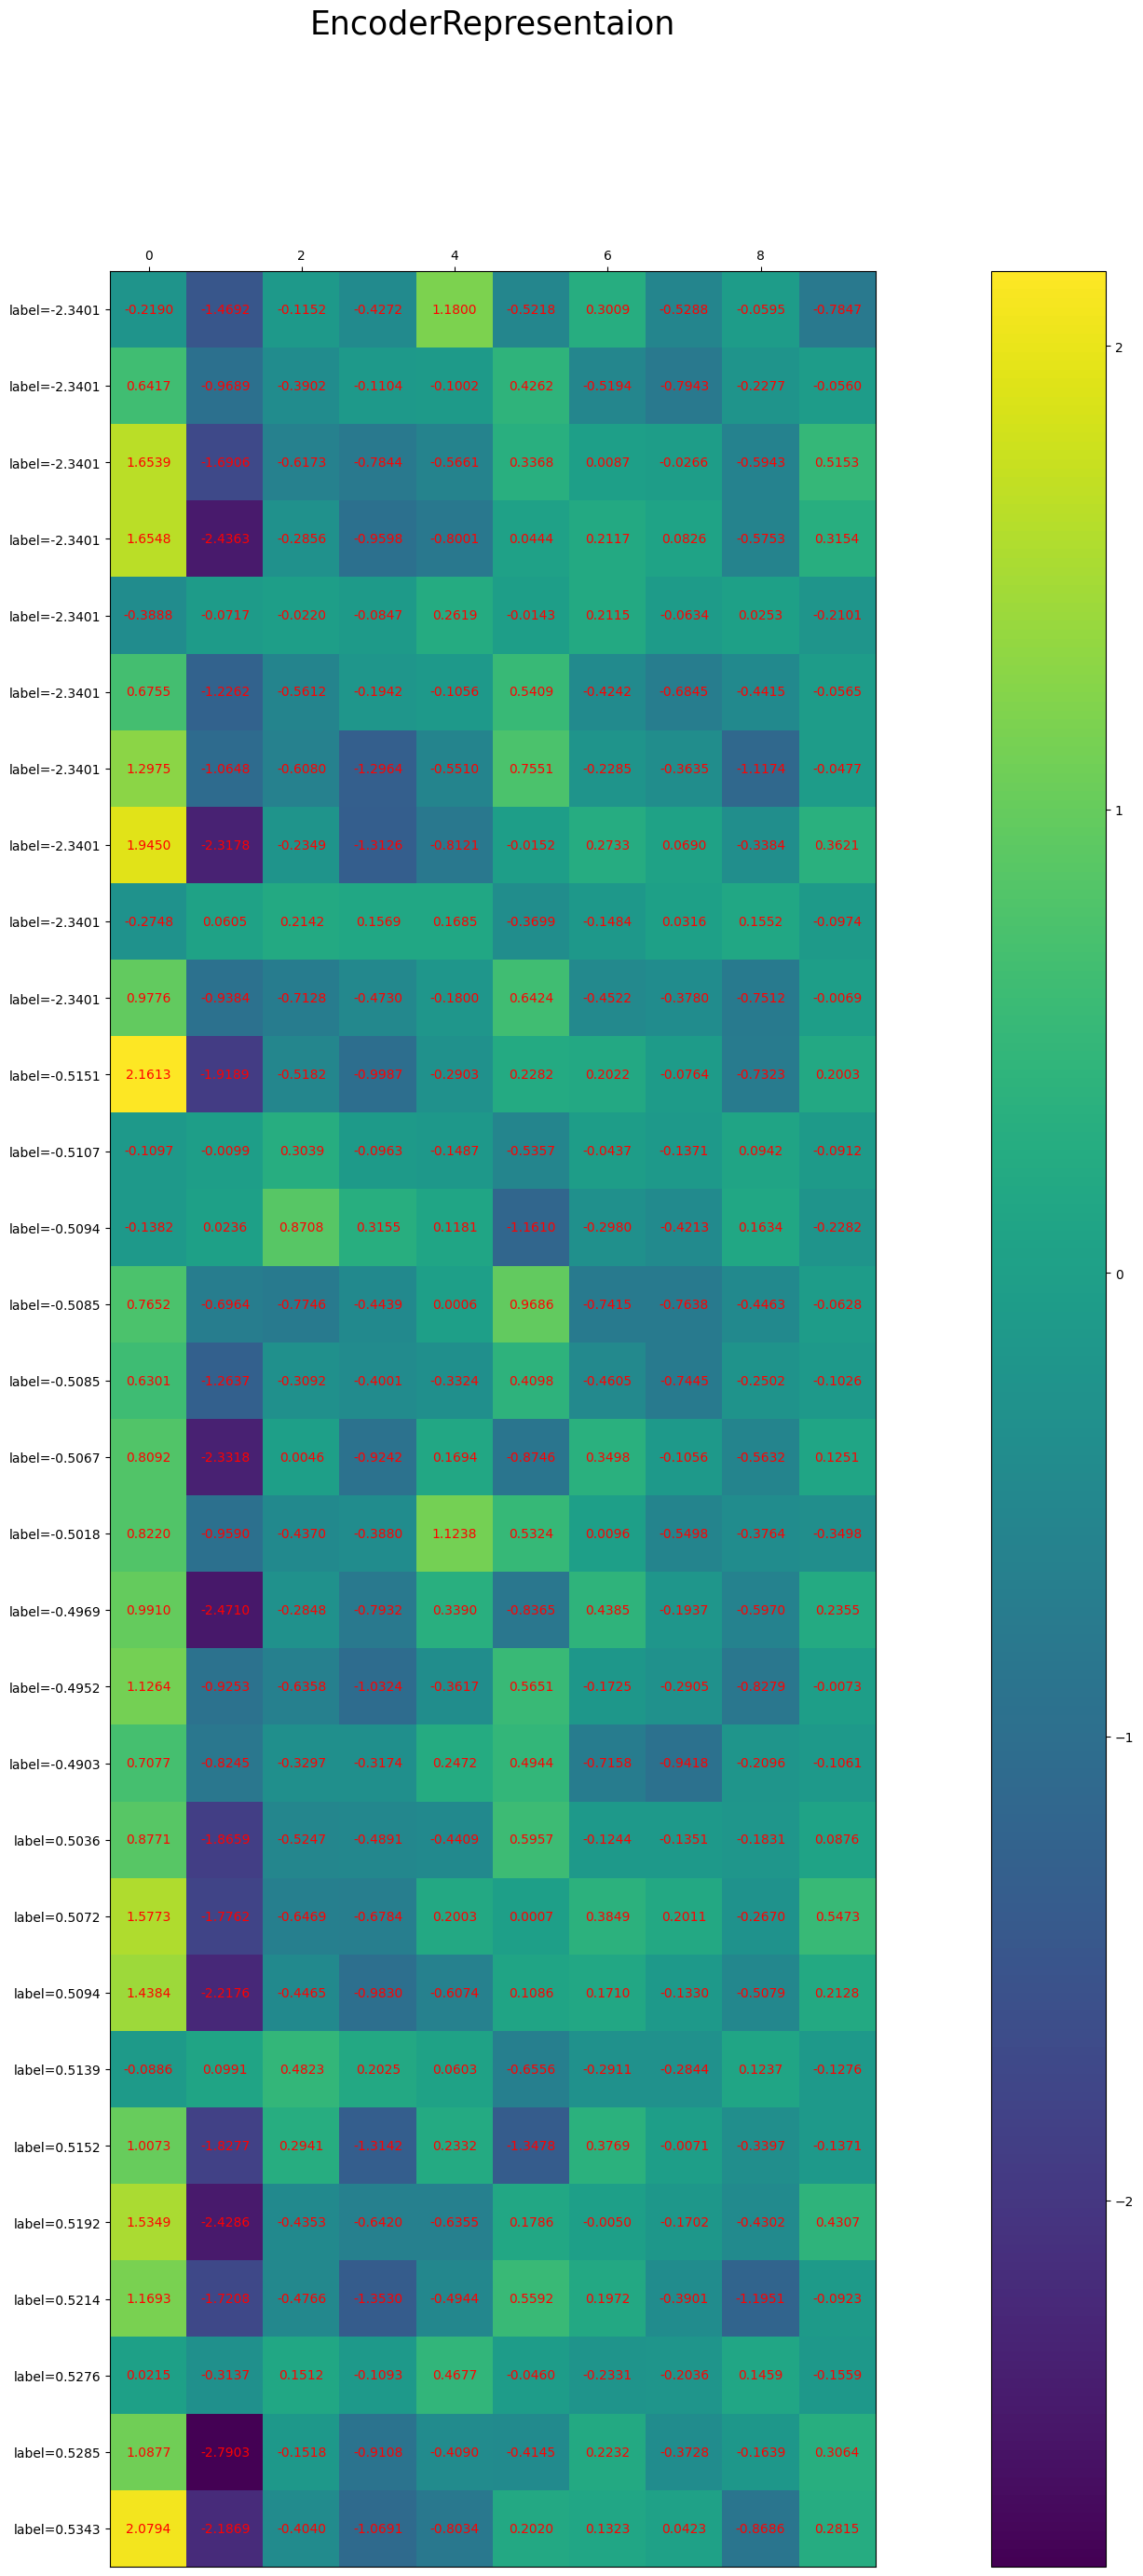 EncoderRepresentaion
0 2 4 6 8
label=-2.3401 -0.2190 -1.4692 -0.1152 -0.4272 1.1800 -0.5218 0.3009 -0.5288 -0.0595 -0.7847
label=-2.3401 0.6417 -0.9689 -0.3902 -0.1104 -0.1002 0.4262 -0.5194 -0.7943 -0.2277 -0.0560
2
label=-2.3401 1.6539 -0.6173 -0.7844 -0.5661 0.3368 0.0087 -0.0266 -0.5943 0.5153
label=-2.3401 1.6548 -2.4363 -0.2856 -0.9598 -0.8001 0.0444 0.2117 0.0826 -0.5753 0.3154
label=-2.3401 -0.3888 -0.0717 -0.0220 -0.0847 0.2619 -0.0143 0.2115 -0.0634 0.0253 -0.2101
label=-2.3401 0.6755 -1.2262 -0.5612 -0.1942 -0.1056 0.5409 -0.4242 -0.6845 -0.4415 -0.0565
label=-2.3401 1.2975 -1.0648 -0.6080 -1.2964 -0.5510 0.7551 -0.2285 -0.3635 -1.1174 -0.0477
1
label=-2.3401 1.9450 -2.3178 -0.2349 -1.3126 -0.8121 -0.0152 0.2733 0.0690 -0.3384 0.3621
label=-2.3401 -0.2748 0.0605 0.2142 0.1569 0.1685 -0.3699 -0.1484 0.0316 0.1552 -0.0974
label=-2.3401 0.9776 -0.9384 -0.7128 -0.4730 -0.1800 0.6424 -0.4522 -0.3780 -0.7512 -0.0069
label=-0.5151 2.1613 -0.5182 -0.9987 -0.2903 0.2282 0.2022 -0.0764 -0.7323 0.2003
label=-0.5107 -0.1097 -0.0099 0.3039 -0.0963 -0.1487 -0.5357 -0.0437 -0.1371 0.0942 -0.0912
label=-0.5094 -0.1382 0.0236 0.8708 0.3155 0.1181 -1.1610 -0.2980 -0.4213 0.1634 -0.2282
0
label=-0.5085 0.7652 -0.6964 -0.7746 -0.4439 0.0006 0.9686 -0.7415 -0.7638 -0.4463 -0.0628
label=-0.5085 0.6301 -1.2637 -0.3092 -0.4001 -0.3324 0.4098 -0.4605 -0.7445 -0.2502 -0.1026
label=-0.5067 0.8092 -2.3318 0.0046 -0.9242 0.1694 -0.8746 0.3498 -0.1056 -0.5632 0.1251
label=-0.5018 0.8220 -0.9590 -0.4370 -0.3880 1.1238 0.5324 0.0096 -0.5498 -0.3764 -0.3498
label=-0.4969 0.9910 -2.4710 -0.2848 -0.7932 0.3390 -0.8365 0.4385 -0.1937 -0.5970 0.2355
label=-0.4952 1.1264 -0.9253 -0.6358 -1.0324 -0.3617 0.5651 -0.1725 -0.2905 -0.8279 -0.0073
−1
label=-0.4903 0.7077 -0.8245 -0.3297 -0.3174 0.2472 0.4944 -0.7158 -0.9418 -0.2096 -0.1061
label=0.5036 0.8771 -0.5247 -0.4891 -0.4409 0.5957 -0.1244 -0.1351 -0.1831 0.0876
label=0.5072 1.5773 -0.6469 -0.6784 0.2003 0.0007 0.3849 0.2011 -0.2670 0.5473
label=0.5094 1.4384 -2.2176 -0.4465 -0.9830 -0.6074 0.1086 0.1710 -0.1330 -0.5079 0.2128
label=0.5139 -0.0886 0.0991 0.4823 0.2025 0.0603 -0.6556 -0.2911 -0.2844 0.1237 -0.1276
label=0.5152 1.0073 0.2941 -1.3142 0.2332 -1.3478 0.3769 -0.0071 -0.3397 -0.1371
−2
label=0.5192 1.5349 -2.4286 -0.4353 -0.6420 -0.6355 0.1786 -0.0050 -0.1702 -0.4302 0.4307
label=0.5214 1.1693 -0.4766 -0.4944 0.5592 0.1972 -0.3901 -0.0923
label=0.5276 0.0215 -0.3137 0.1512 -0.1093 0.4677 -0.0460 -0.2331 -0.2036 0.1459 -0.1559
label=0.5285 1.0877 -2.7903 -0.1518 -0.9108 -0.4090 -0.4145 0.2232 -0.3728 -0.1639 0.3064
label=0.5343 2.0794 -2.1869 -0.4040 -1.0691 -0.8034 0.2020 0.1323 0.0423 -0.8686 0.2815